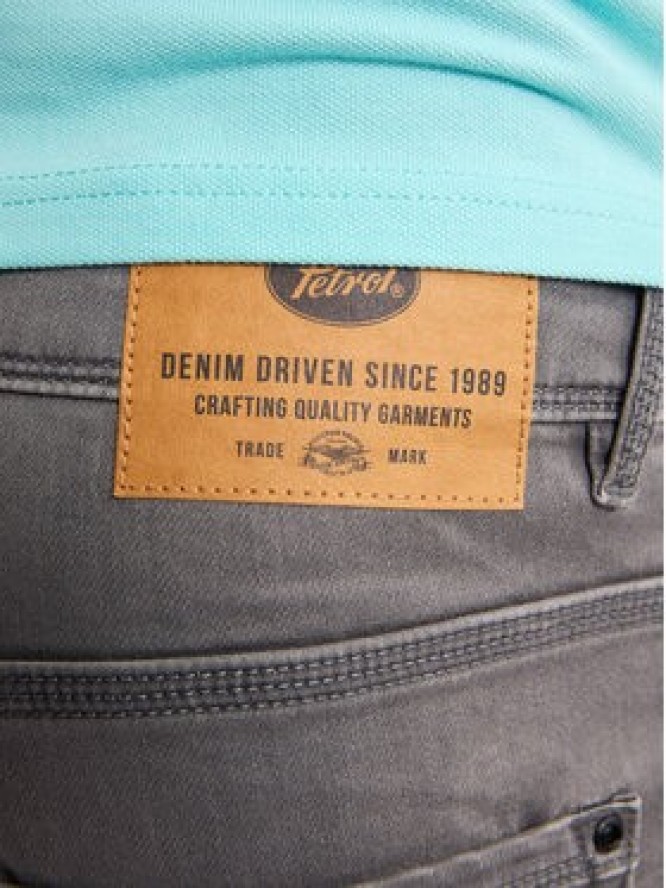 Petrol®
DENIM DRIVEN SINCE 1989
CRAFTING QUALITY GARMENTS
TRADE MARK